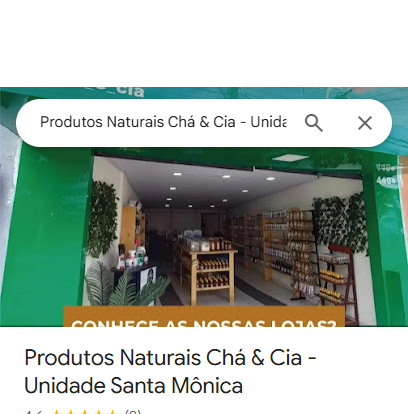 Produtos Naturais Chá & Cia - Unida
CONHECE AS NOSSAS LOJAS?
Produtos Naturais Chá & Cia -
Unidade Santa Mônica